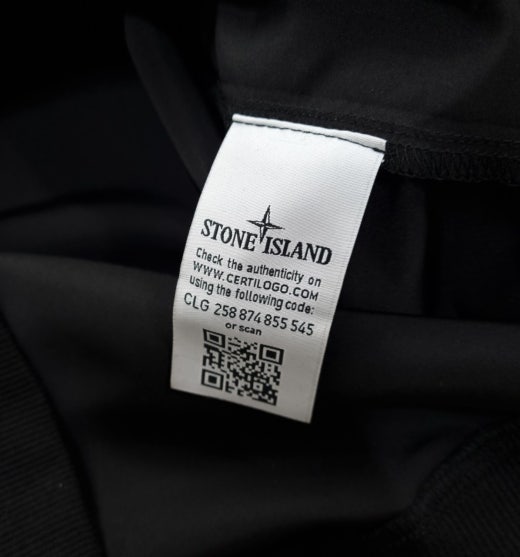 STONE ISLAND
Check the authenticity on
WWW.CERTILOGO.COM
using the following code:
CLG 258 874 855 545
or scan